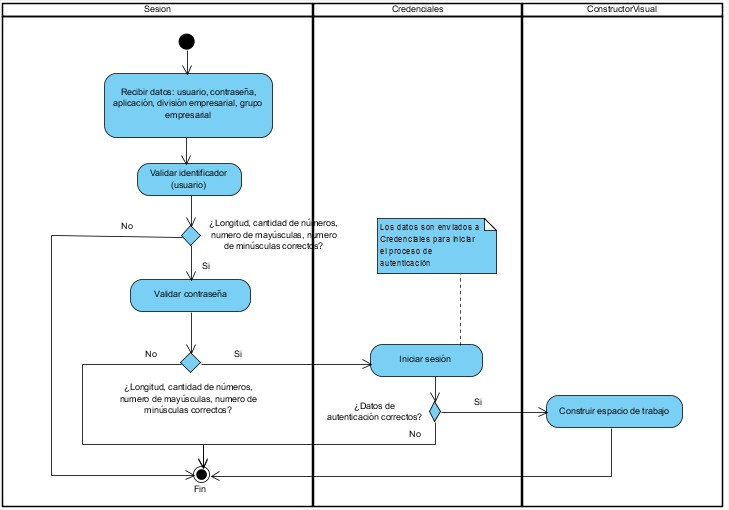 Sesion
Credenciales
ConstructorVisual
Recibir datos: usuario, contraseña,
aplicación, división empresarial, grupo
empresarial
Validar identificador
(usuario)
No
¿Longitud, cantidad de números,
numero de mayúsculas, numero
de minúsculas correctos?
Si
Los datos son enviados a
Credenciales para iniciar
el proceso de
autenticación
Validar contraseña
No
Si
¿Longitud, cantidad de números,
numero de mayúsculas, numero de
minúsculas correctos?
Iniciar sesión
¿Datos de
autenticación correctos?
Si
No
Construir espacio de trabajo
Fin